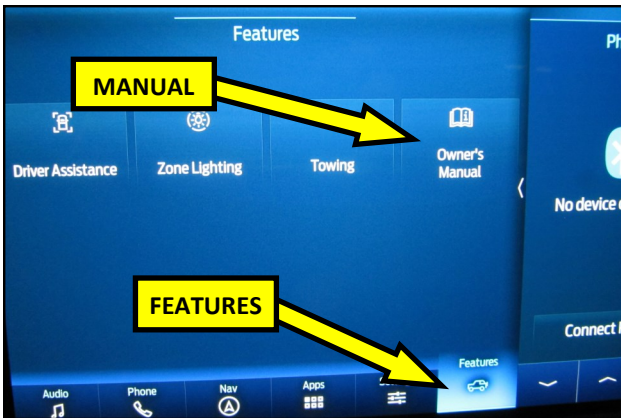 Features
Ph
MANUAL
Driver Assistance
Zone Lighting
Towing
Owner's
Manual
No device
FEATURES
Connect
Features
Audio
Phone
Nav
Apps